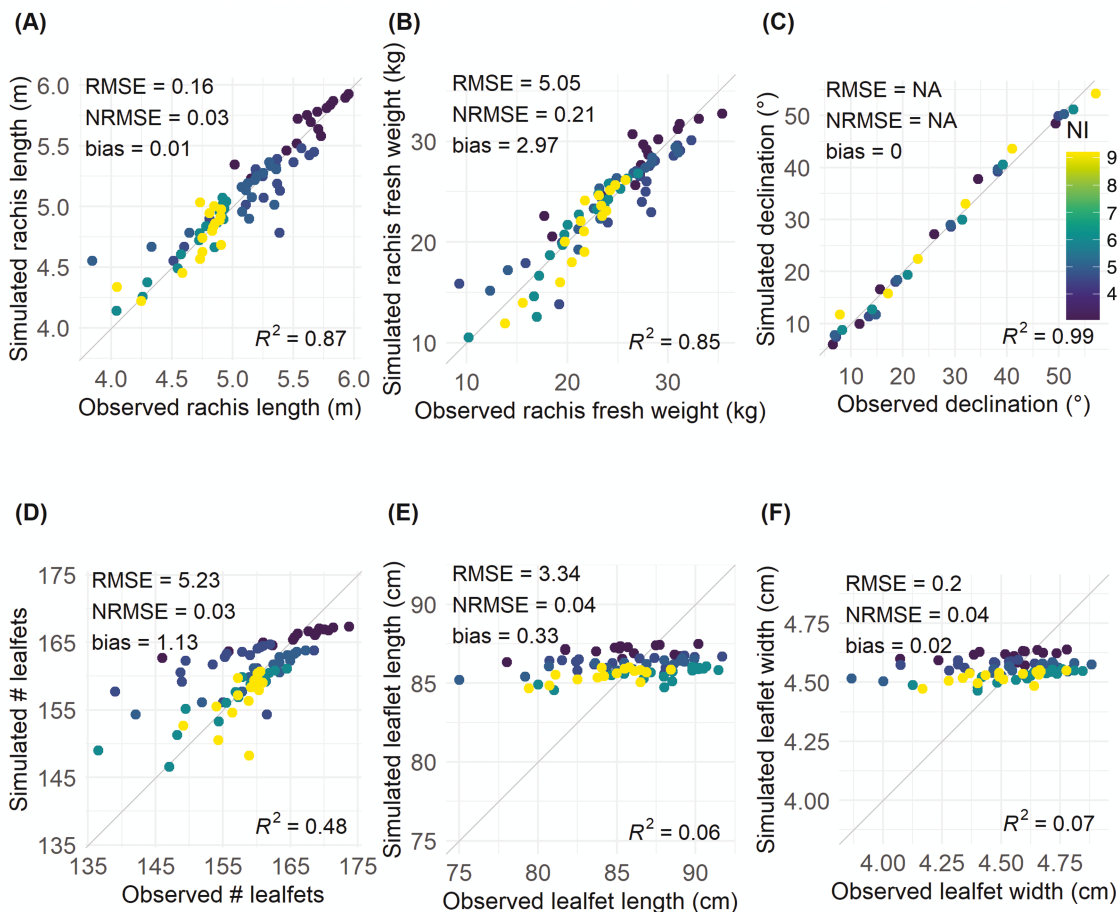 (A)
Simulated rachis length (m)
RMSE = 0.16
NRMSE = 0.03
bias = 0.01
R² = 0.87
6.0
5.5
5.0
4.5
4.0
4.0 4.5 5.0 5.5 6.0
Observed rachis length (m)
(B)
Simulated rachis fresh weight (kg)
RMSE = 5.05
NRMSE = 0.21
bias = 2.97
R² = 0.85
30
20
10
10 20 30
Observed rachis fresh weight (kg)
(C)
Simulated declination (°)
RMSE = NA
NRMSE = NA
bias = 0
R² = 0.99
50
40
30
20
10
10 20 30 40 50
Observed declination (°)
NI
9
8
7
6
5
4
(D)
Simulated # lealfets
RMSE = 5.23
NRMSE = 0.03
bias = 1.13
R² = 0.48
175
165
155
145
135
135 145 155 165 175
Observed # lealfets
(E)
Simulated lealfet length (cm)
RMSE = 3.34
NRMSE = 0.04
bias = 0.33
R² = 0.06
90
85
80
75
75 80 85 90
Observed lealfet length (cm)
(F)
Simulated leaflet width (cm)
RMSE = 0.2
NRMSE = 0.04
bias = 0.02
R² = 0.07
4.75
4.50
4.25
4.00
4.00 4.25 4.50 4.75
Observed lealfet width (cm)